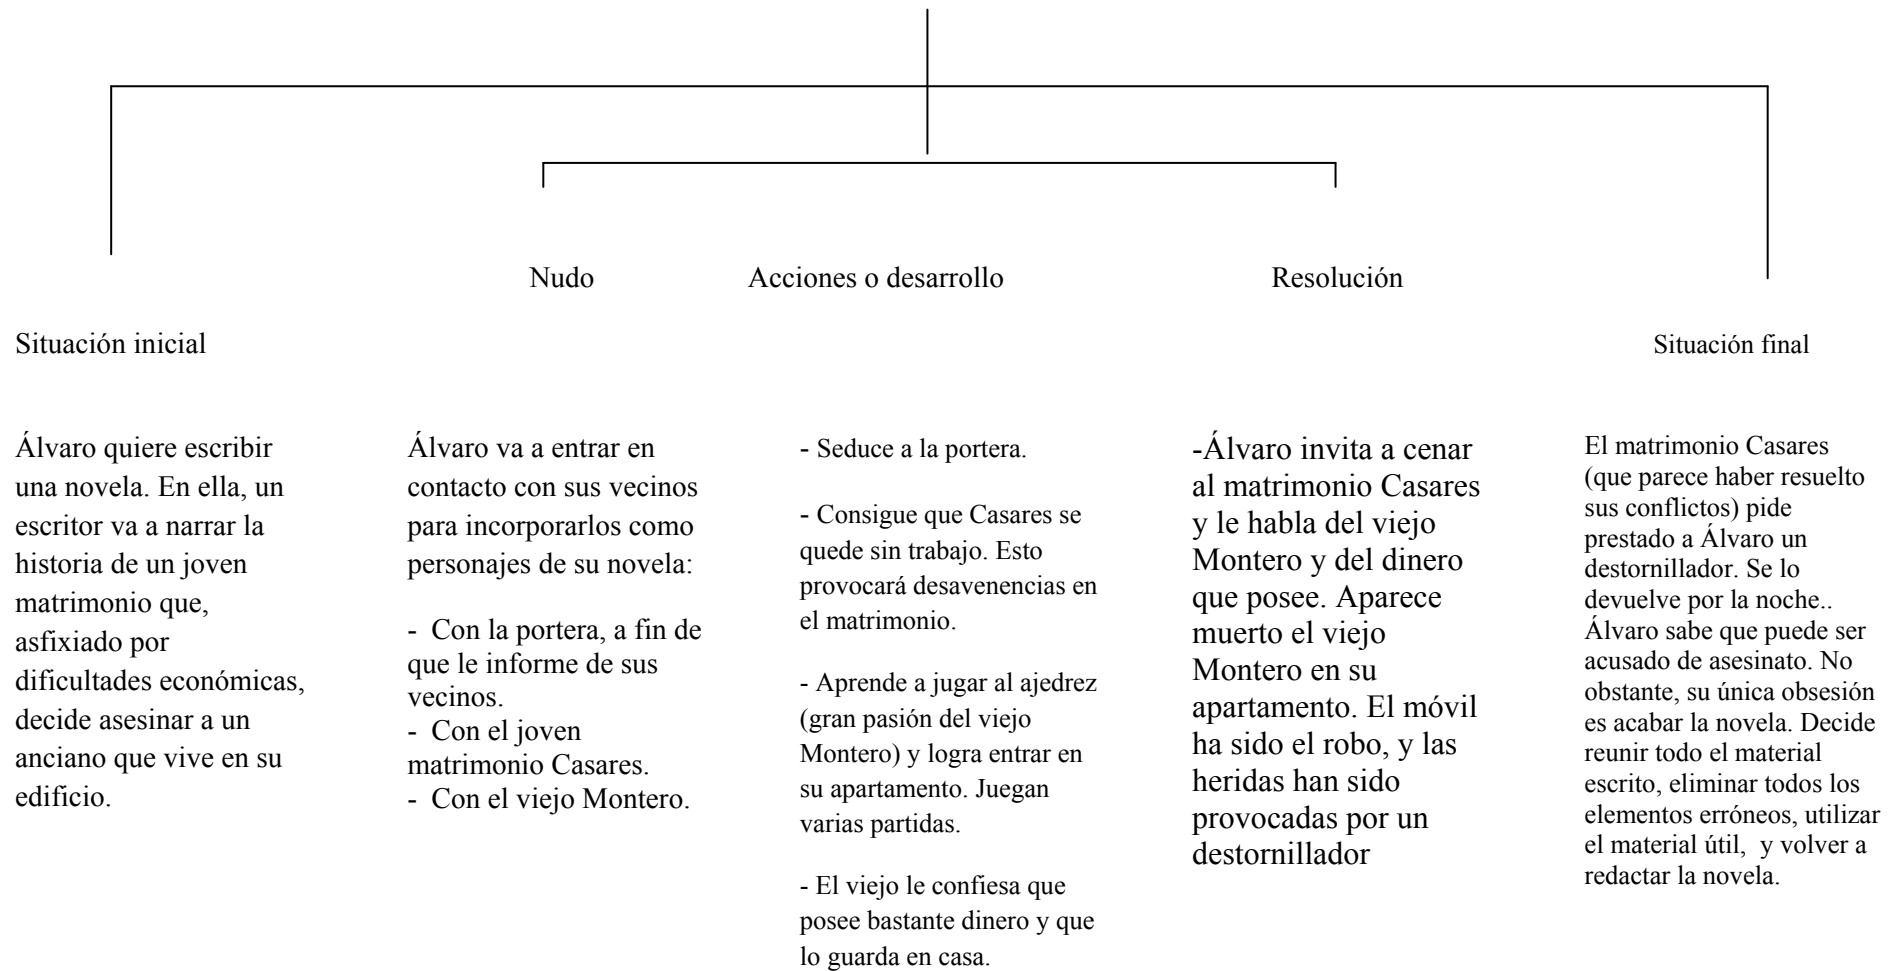 Nudo
Acciones o desarrollo
Resolución
Situación inicial
Situación final
Álvaro quiere escribir
una novela. En ella, un
escritor va a narrar la
historia de un joven
matrimonio que,
asfixiado por
dificultades económicas,
decide asesinar a un
anciano que vive en su
edificio.
Álvaro va a entrar en
contacto con sus vecinos
para incorporarlos como
personajes de su novela:
- Con la portera, a fin de
que le informe de sus
vecinos.
- Con el joven
matrimonio Casares.
- Con el viejo Montero.
- Seduce a la portera.
- Consigue que Casares se
quede sin trabajo. Esto
provocará desavenencias en
el matrimonio.
- Aprende a jugar al ajedrez
(gran pasión del viejo
Montero) y logra entrar en
su apartamento. Juegan
varias partidas.
- El viejo le confiesa que
posee bastante dinero y que
lo guarda en casa.
-Álvaro invita a cenar
al matrimonio Casares
y le habla del viejo
Montero y del dinero
que posee. Aparece
muerto el viejo
Montero en su
apartamento. El móvil
ha sido el robo, y las
heridas han sido
provocadas por un
destornillador
El matrimonio Casares
(que parece haber resuelto
sus conflictos) pide
prestado a Álvaro un
destornillador. Se lo
devuelve por la noche..
Álvaro sabe que puede ser
acusado de asesinato. No
obstante, su única obsesión
es acabar la novela. Decide
reunir todo el material
escrito, eliminar todos los
elementos erróneos, utilizar
el material útil,  y volver a
redactar la novela.